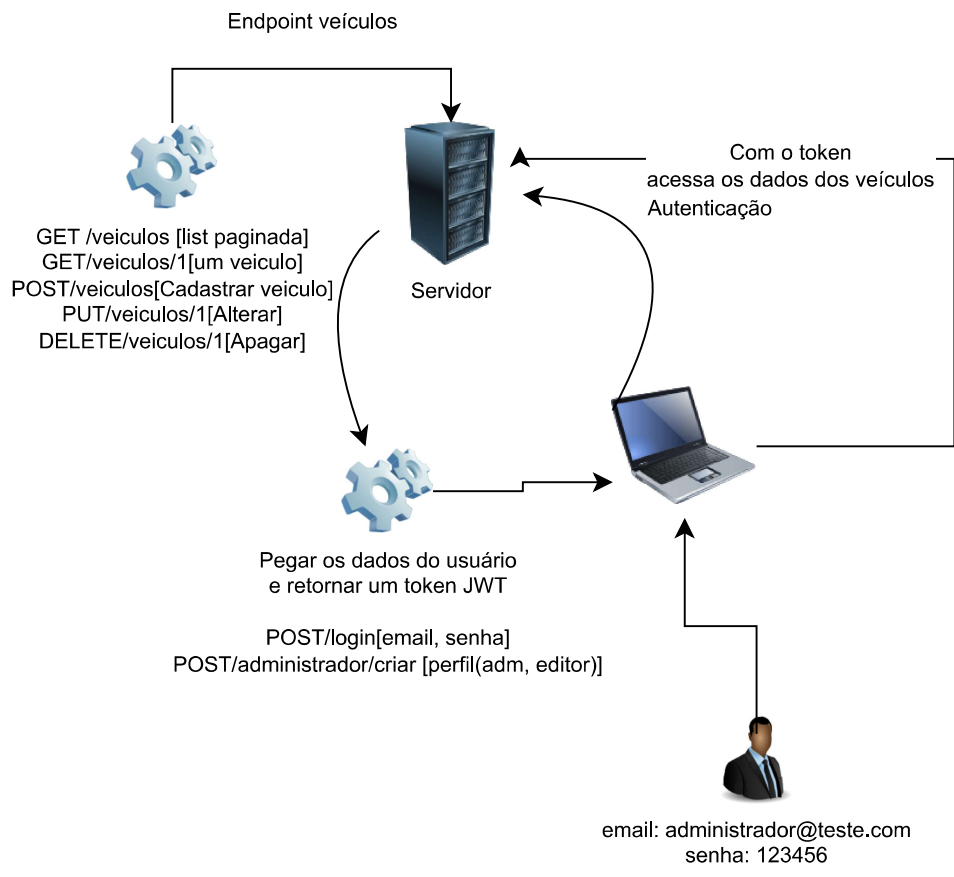 Endpoint veículos
Com o token
acessa os dados dos veículos
Autenticação
GET /veiculos [list paginada]
GET/veiculos/1[um veiculo]
POST/veiculos[Cadastrar veiculo]
PUT/veiculos/1[Alterar]
DELETE/veiculos/1[Apagar]
Servidor
Pegar os dados do usuário
e retornar um token JWT
POST/login[email, senha]
POST/administrador/criar [perfil(adm, editor)]
email: administrador@teste.com
senha: 123456